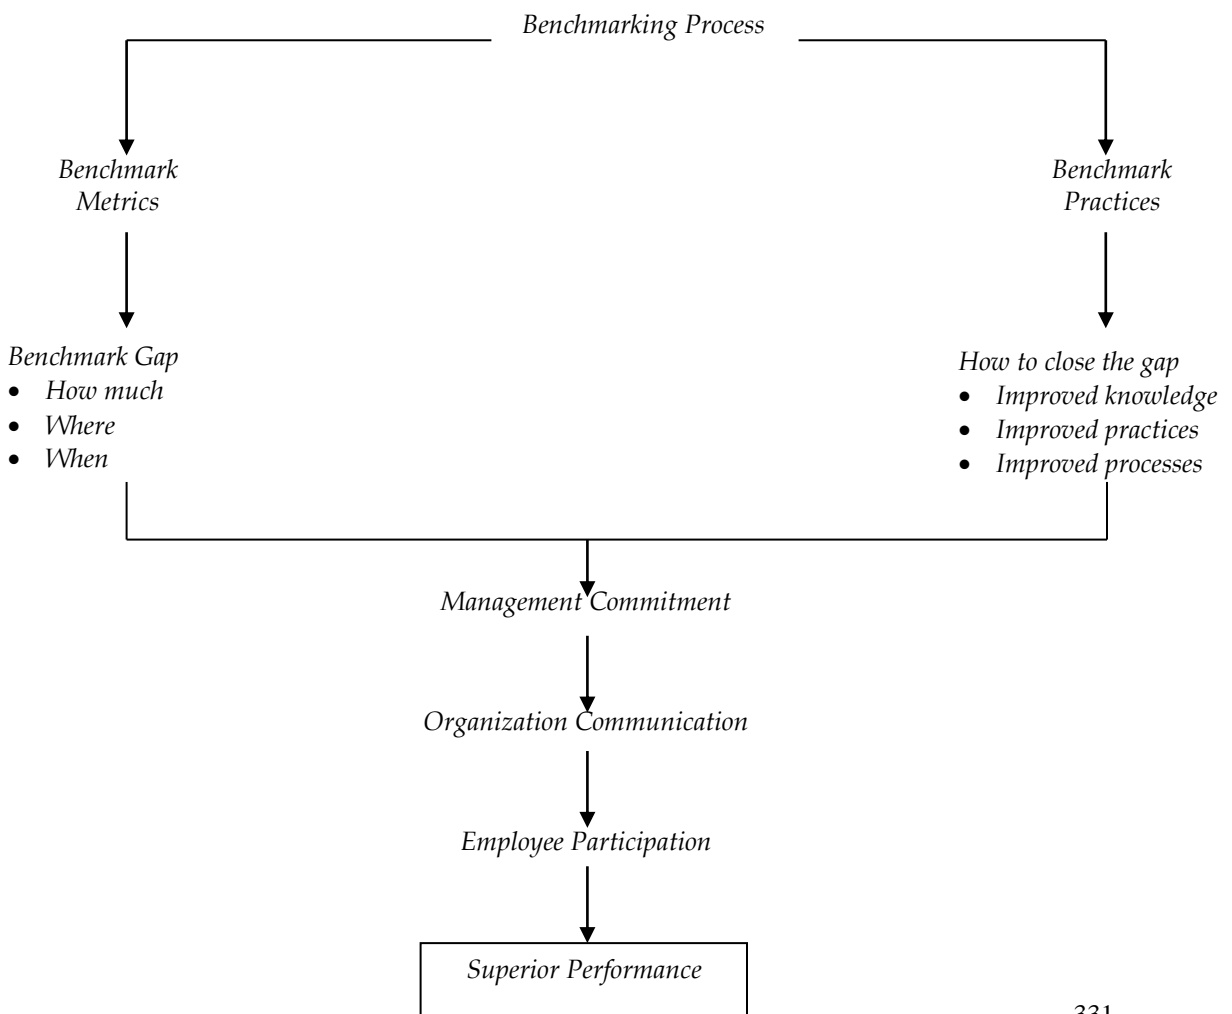 Benchmarking Process
Benchmark
Metrics
Benchmark
Practices
Benchmark Gap
• How much
• Where
• When
How to close the gap
• Improved knowledge
• Improved practices
• Improved processes
Management Commitment
Organization Communication
Employee Participation
Superior Performance
331